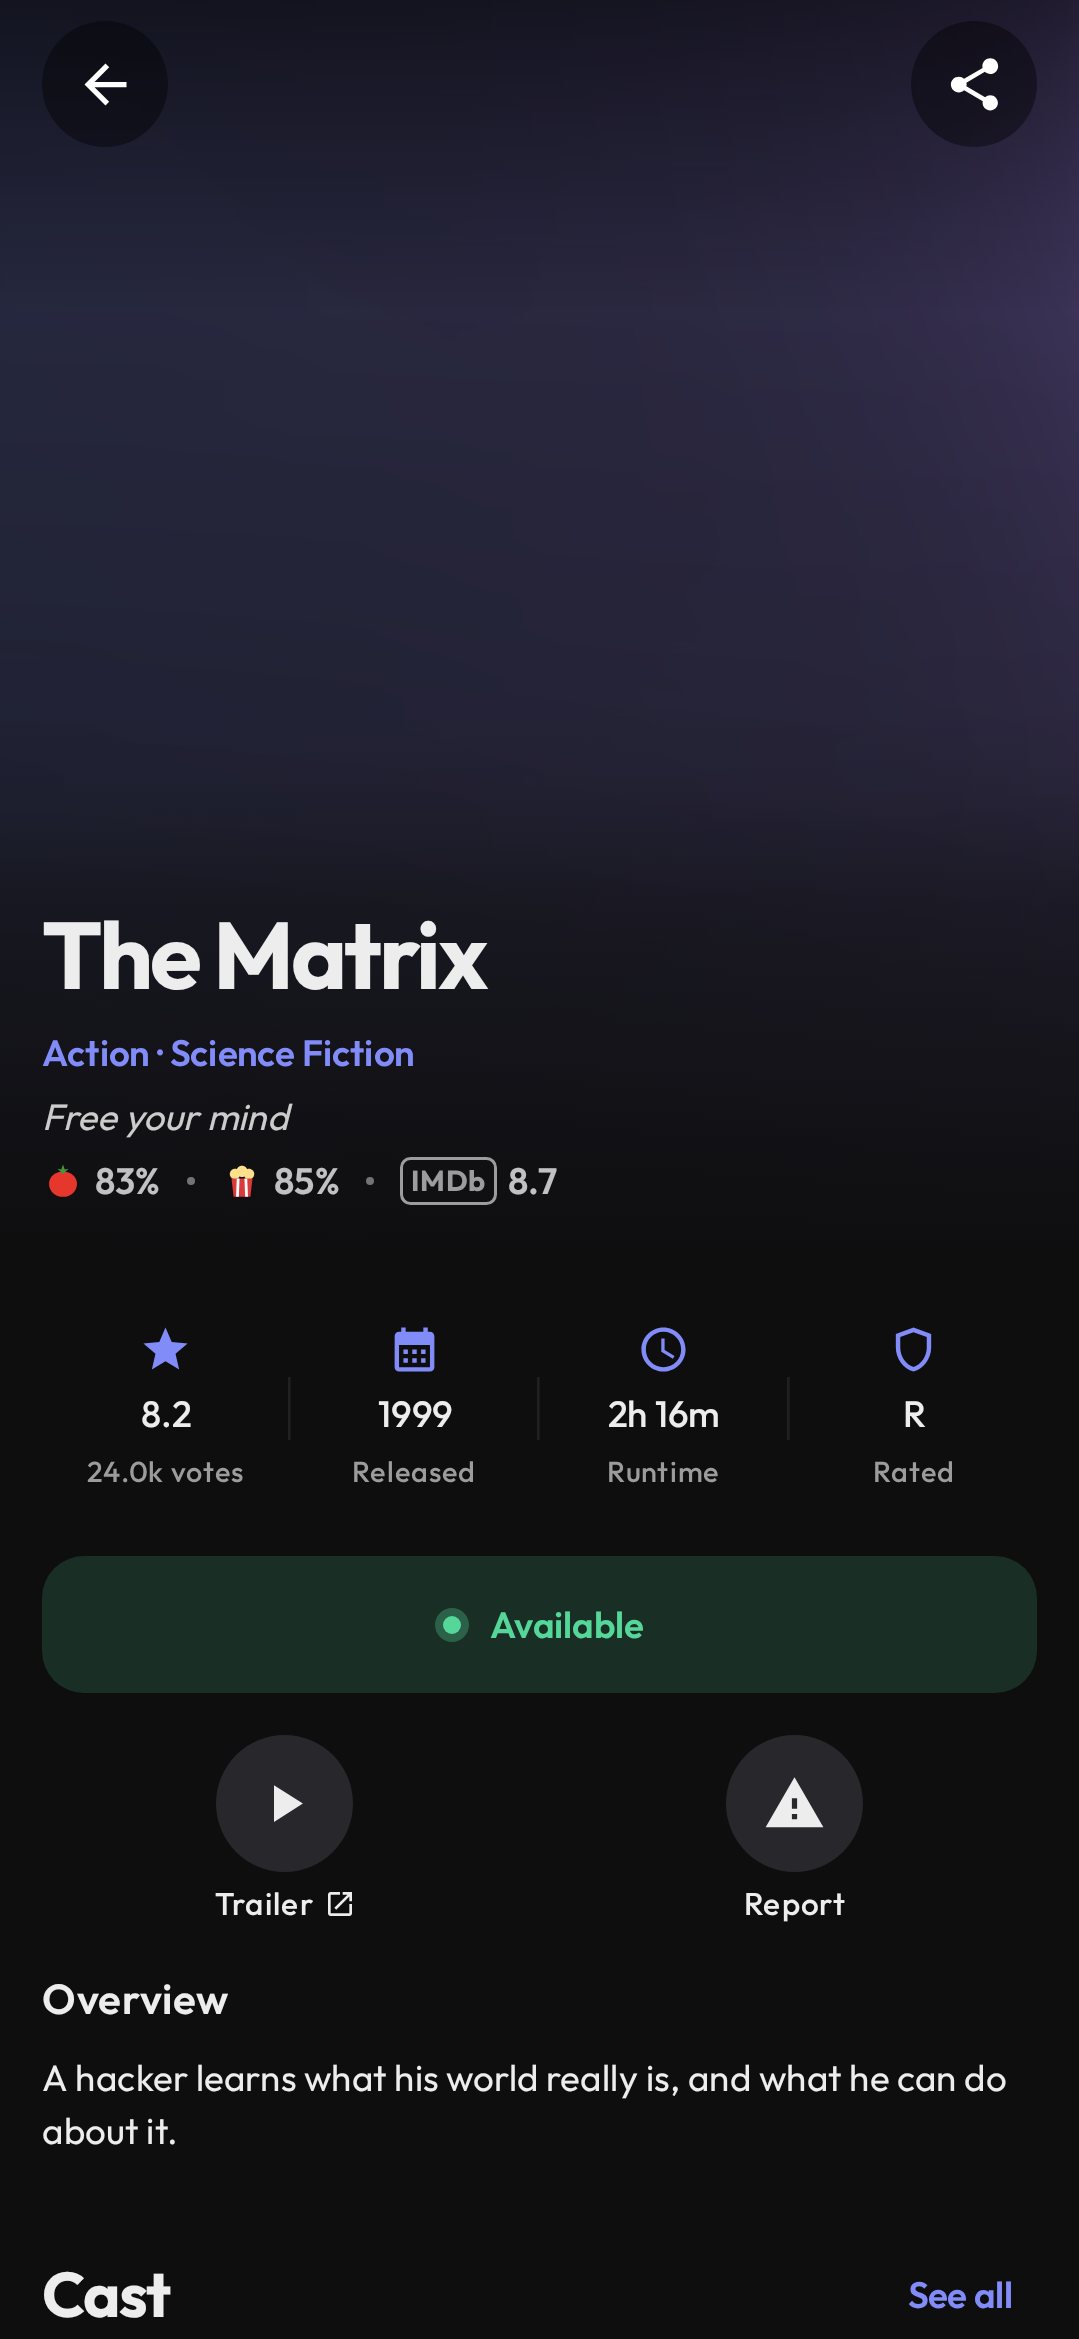 The Matrix
Action · Science Fiction
Free your mind
83% · 85% · IMDb 8.7
8.2 1999 2h 16m R
24.0k votes Released Runtime Rated
Available
Trailer Report
Overview
A hacker learns what his world really is, and what he can do
about it.
Cast See all